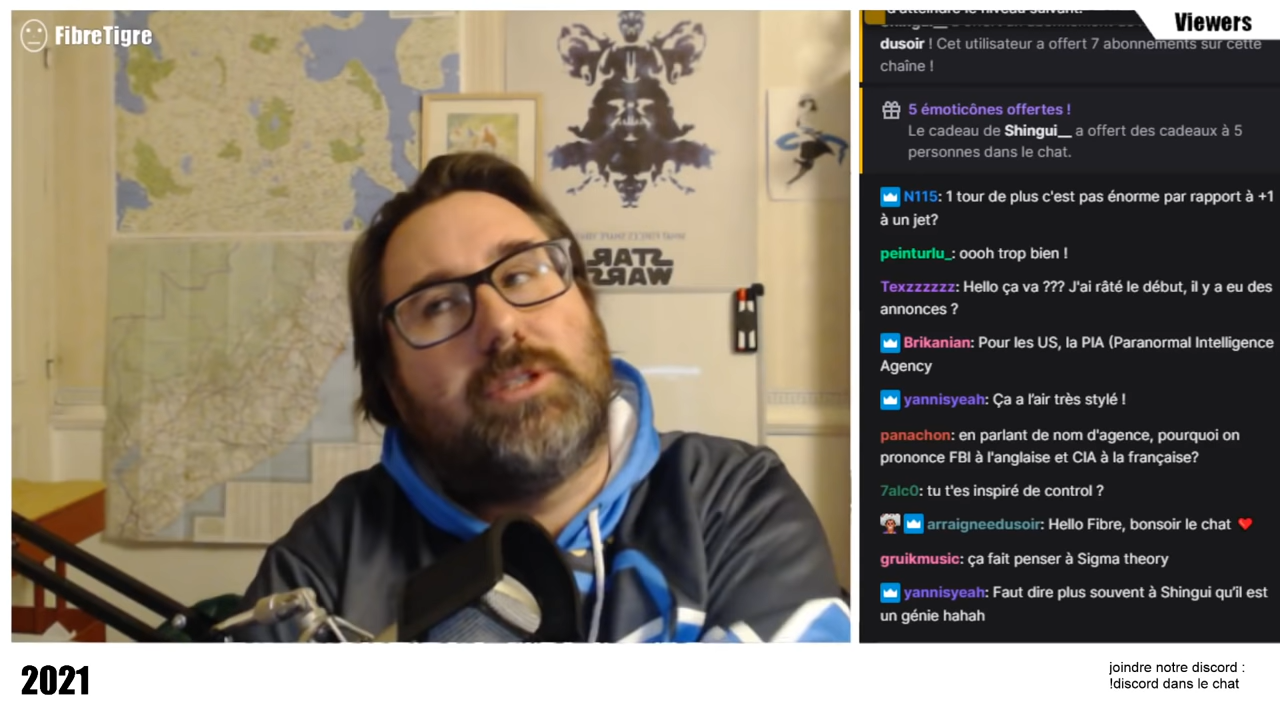 FibreTigre
STAR
WARS
d'atteindre le niveau suivant.
Viewers
dusoir ! Cet utilisateur a offert 7 abonnements sur cette
chaîne !
5 émoticônes offertes !
Le cadeau de Shingui__ a offert des cadeaux à 5
personnes dans le chat.
N115: 1 tour de plus c'est pas énorme par rapport à +1
à un jet?
peinturlu_: oooh trop bien !
Texzzzzzz: Hello ça va ??? J'ai râté le début, il y a eu des
annonces ?
Brikanian: Pour les US, la PIA (Paranormal Intelligence
Agency
yannisyeah: Ça a l'air très stylé !
panachon: en parlant de nom d'agence, pourquoi on
prononce FBI à l'anglaise et CIA à la française?
7alc0: tu t'es inspiré de control ?
arraigneedusoir: Hello Fibre, bonsoir le chat ❤
gruikmusic: ça fait penser à Sigma theory
yannisyeah: Faut dire plus souvent à Shingui qu'il est
un génie hahah
2021
joindre notre discord :
!discord dans le chat